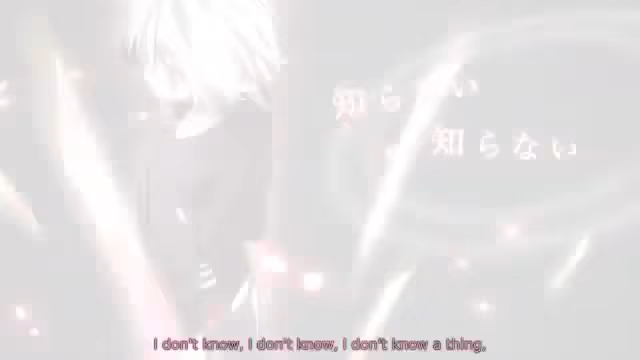 知らない
知らない
I don't know, I don't know, I don't know a thing,